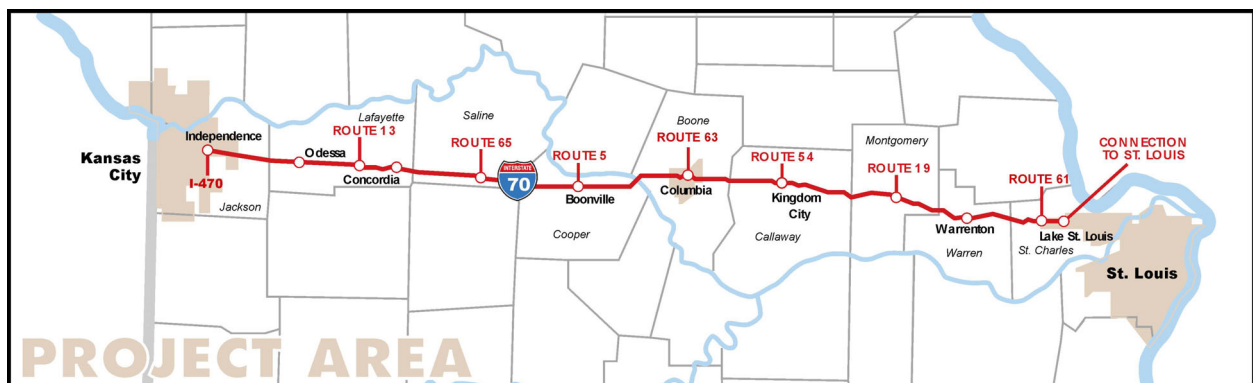 Kansas
City
Independence
I-470
Jackson
Odessa
Lafayette
ROUTE 13
Concordia
Saline
ROUTE 65
INTERSTATE
70
ROUTE 5
Boonville
Cooper
Boone
ROUTE 63
Columbia
ROUTE 54
Kingdom
City
Callaway
Montgomery
ROUTE 19
Warrenton
Warren
ROUTE 61
Lake St. Louis
St. Charles
CONNECTION
TO ST. LOUIS
St. Louis
PROJECT AREA